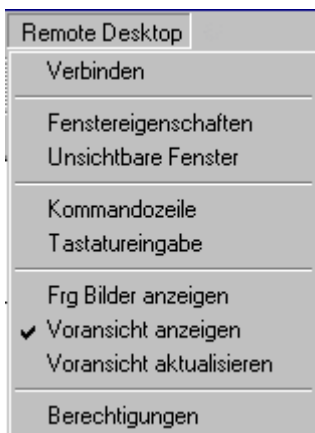 Remote Desktop
Verbinden
Fenstereigenschaften
Unsichtbare Fenster
Kommandozeile
Tastatureingabe
Frg Bilder anzeigen
Voransicht anzeigen
Voransicht aktualisieren
Berechtigungen